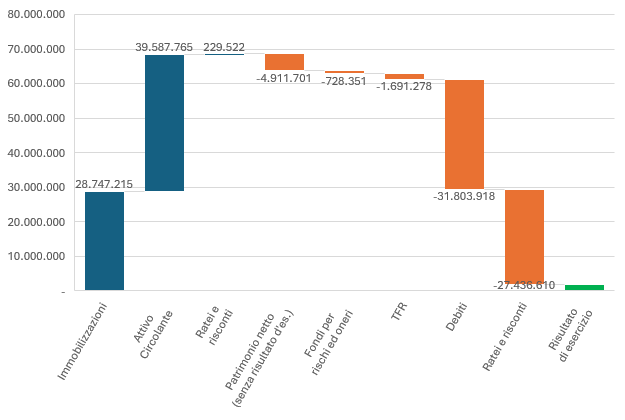 80.000.000
70.000.000
60.000.000
50.000.000
40.000.000
30.000.000
20.000.000
10.000.000
-
28.747.215
39.587.765
229.522
-4.911.701
-728.351
-1.691.278
-31.803.918
-27.436.610
Immobilizzazioni
Attivo
Circolante
Ratei e
risconti
Patrimonio netto
(senza risultato d'es.)
Fondi per
rischi ed oneri
TFR
Debiti
Ratei e risconti
Risultato
di esercizio